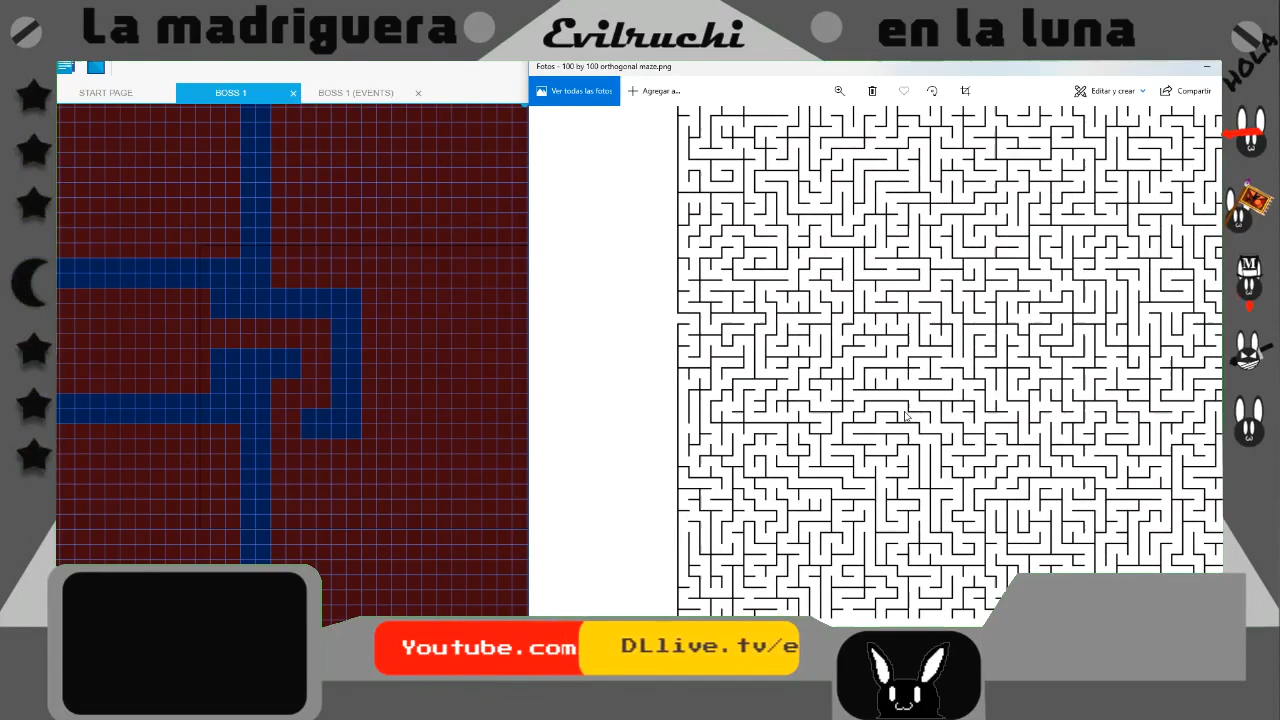 La madriguera
Evilruchi
en la luna
HOLA
Fotos - 100 by 100 orthogonal maze.png
Ver todas las fotos
Agregar a...
Editar y crear
Compartir
START PAGE
BOSS 1
BOSS 1 (EVENTS)
M
Youtube.com
DLlive.tv/e